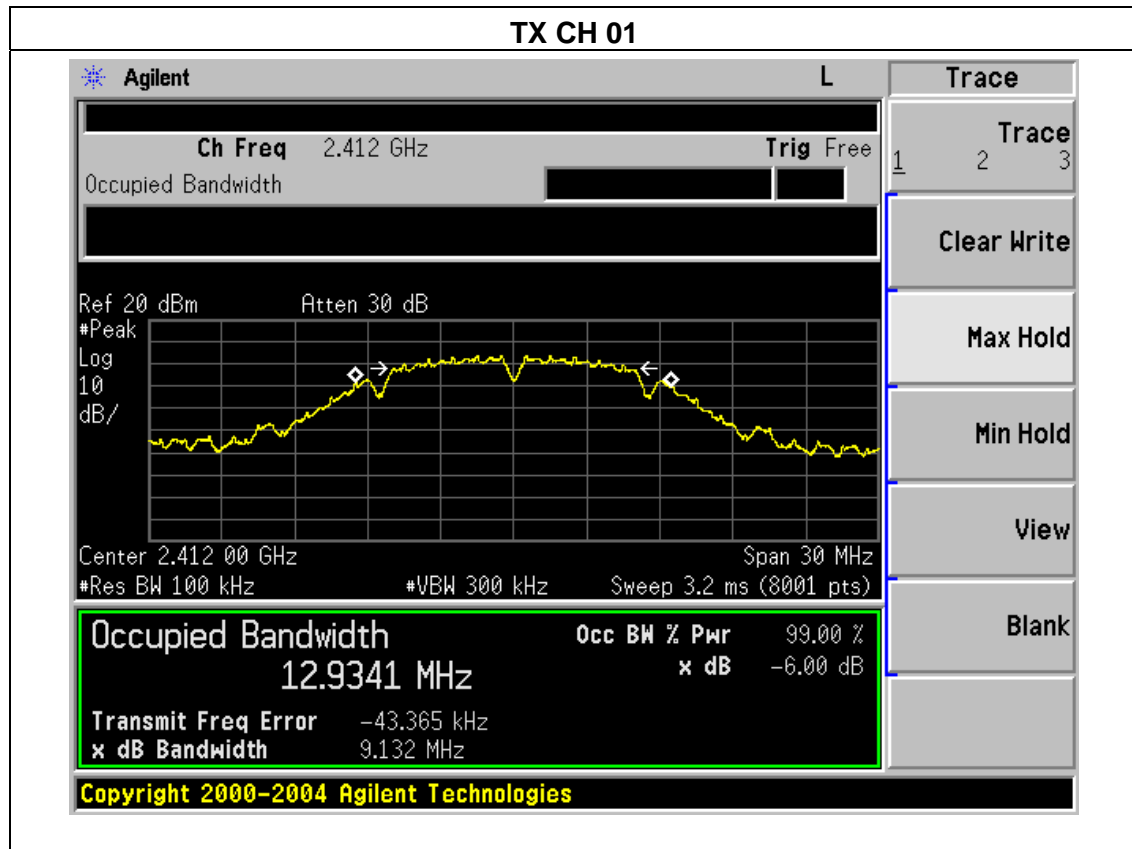 TX CH 01
Agilent L Trace
Ch Freq 2.412 GHz Trig Free
Occupied Bandwidth
Trace
1 2 3
Clear Write
Max Hold
Min Hold
View
Blank
Ref 20 dBm Atten 30 dB
#Peak
Log
10
dB/
Center 2.412 00 GHz Span 30 MHz
#Res BW 100 kHz #VBW 300 kHz Sweep 3.2 ms (8001 pts)
Occupied Bandwidth Occ BW % Pwr 99.00 %
12.9341 MHz x dB -6.00 dB
Transmit Freq Error -43.365 kHz
x dB Bandwidth 9.132 MHz
Copyright 2000-2004 Agilent Technologies